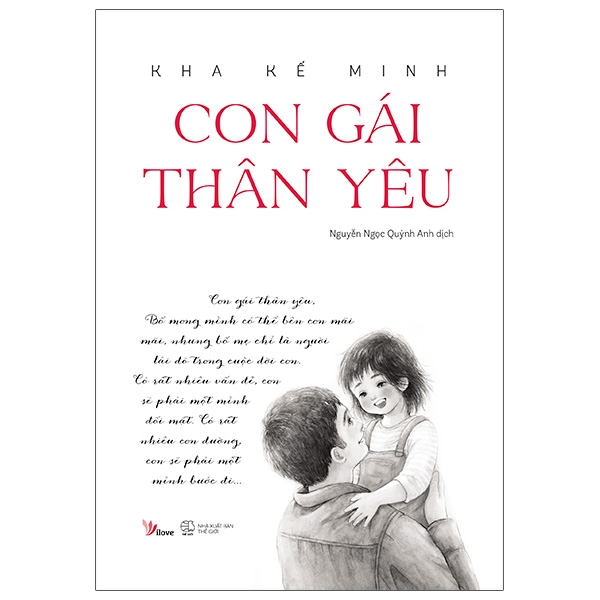 KHA KẾ MINH
CON GÁI
THÂN YÊU
Nguyễn Ngọc Quỳnh Anh dịch
Con gái thân yêu,
Bố mong mình có thể bên con mãi
mãi, nhưng bố mẹ chỉ là người
lái đò trong cuộc đời con.
Có rất nhiều vấn đề, con
sẽ phải một mình
đối mặt. Có rất
nhiều con đường,
con sẽ phải một
mình bước đi...
ilove
NHÀ XUẤT BẢN
THẾ GIỚI